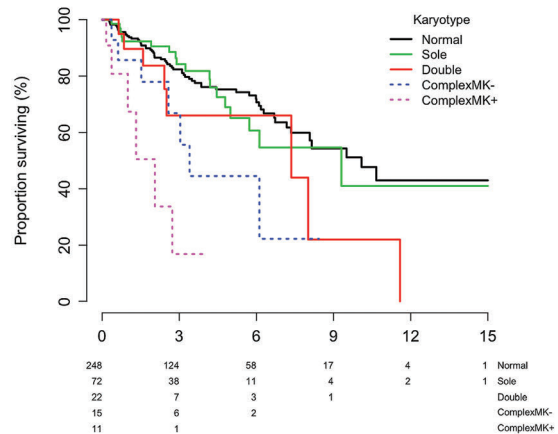 Karyotype
Normal
Sole
Double
ComplexMK-
ComplexMK+
Proportion surviving (%)
100
80
60
40
20
0
0 3 6 9 12 15
248 124 58 17 4 1 Normal
72 38 11 4 2 1 Sole
22 7 3 1 Double
15 6 2 ComplexMK-
11 1 ComplexMK+